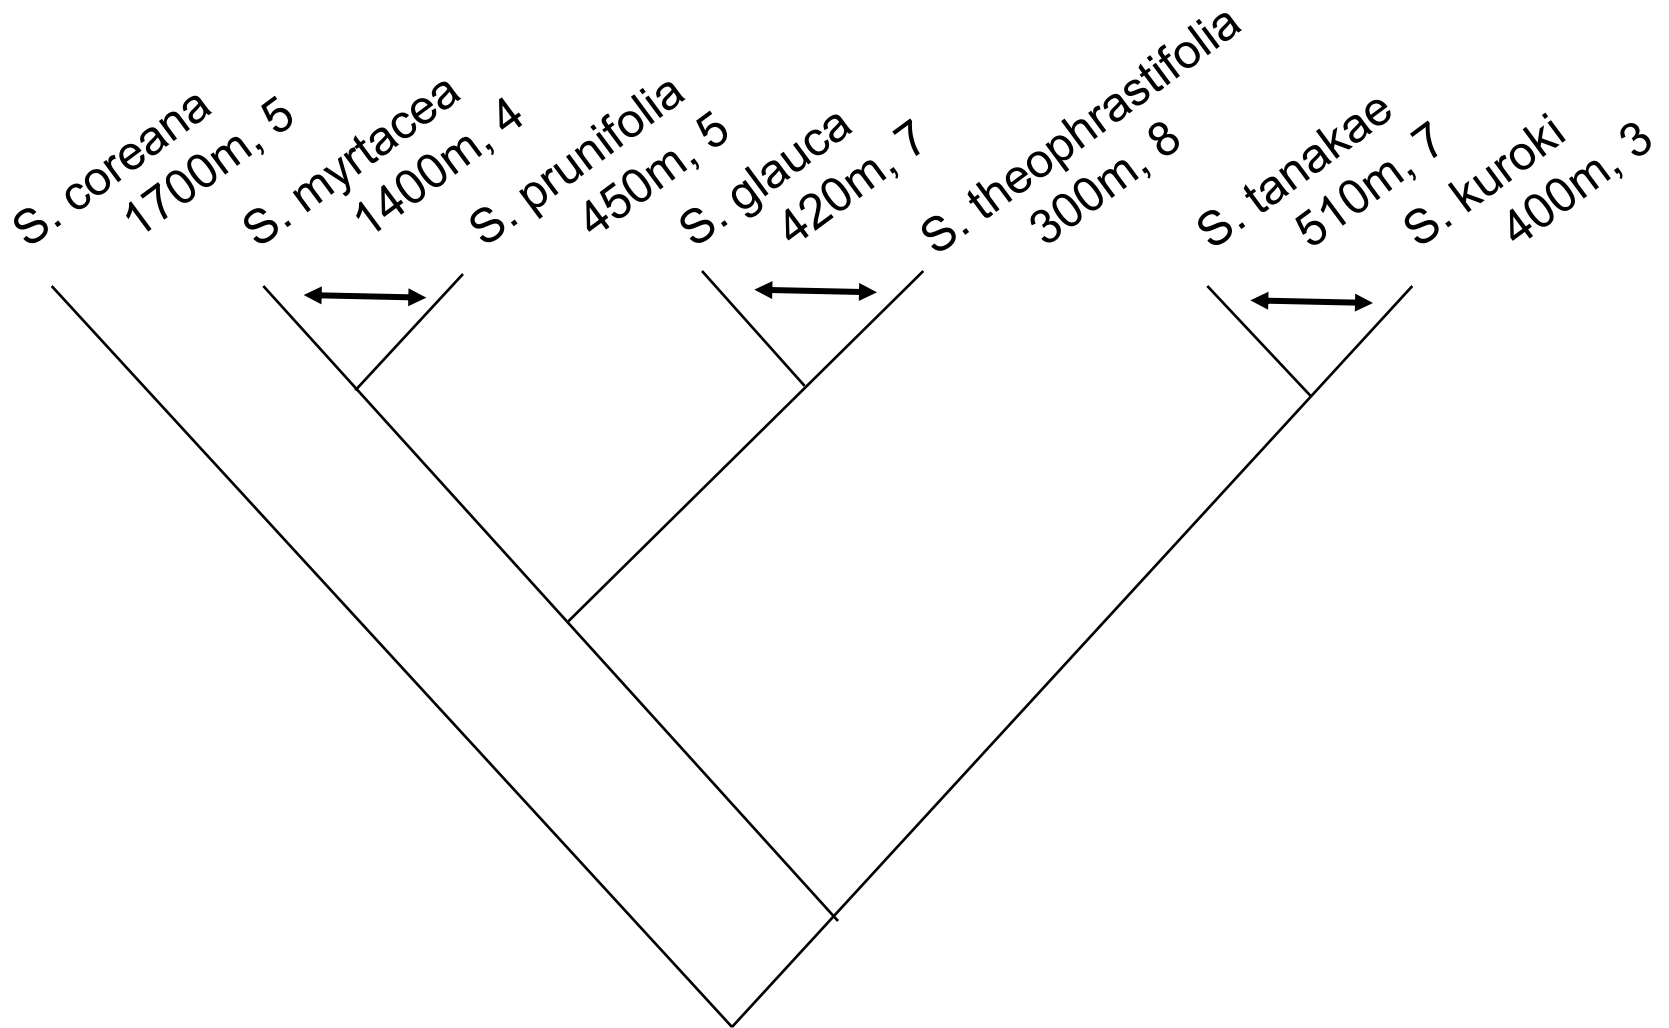 S. coreana
1700m, 5
S. myrtacea
1400m, 4
S. prunifolia
450m, 5
S. glauca
420m, 7
S. theophrastifolia
300m, 8
S. tanakae
510m, 7
S. kuroki
400m, 3